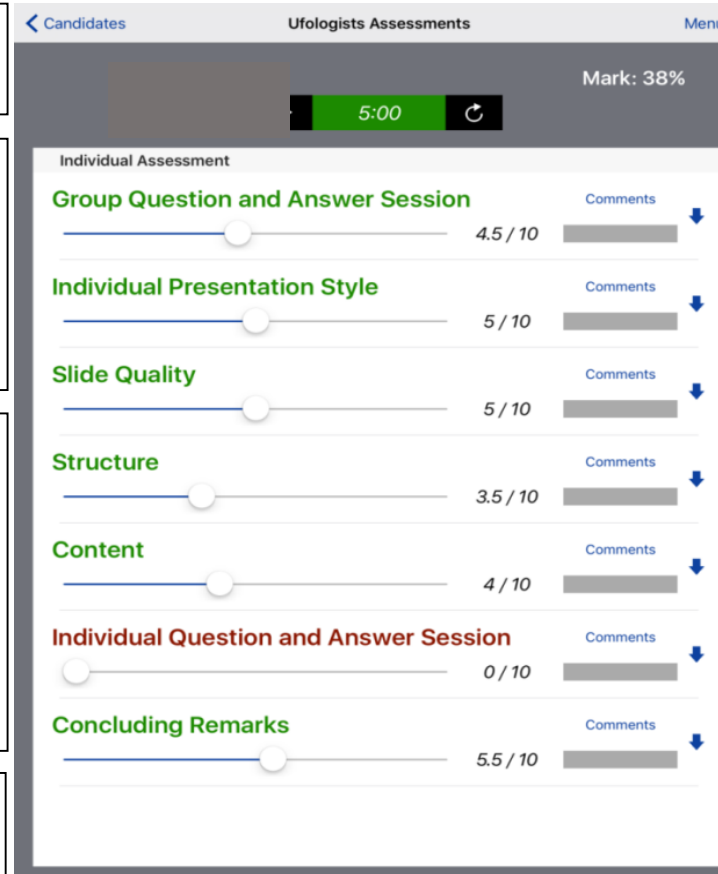 Candidates Ufologists Assessments Menu
Mark: 38%
5:00
Individual Assessment
Group Question and Answer Session Comments
4.5 / 10
Individual Presentation Style Comments
5 / 10
Slide Quality Comments
5 / 10
Structure Comments
3.5 / 10
Content Comments
4 / 10
Individual Question and Answer Session Comments
0 / 10
Concluding Remarks Comments
5.5 / 10